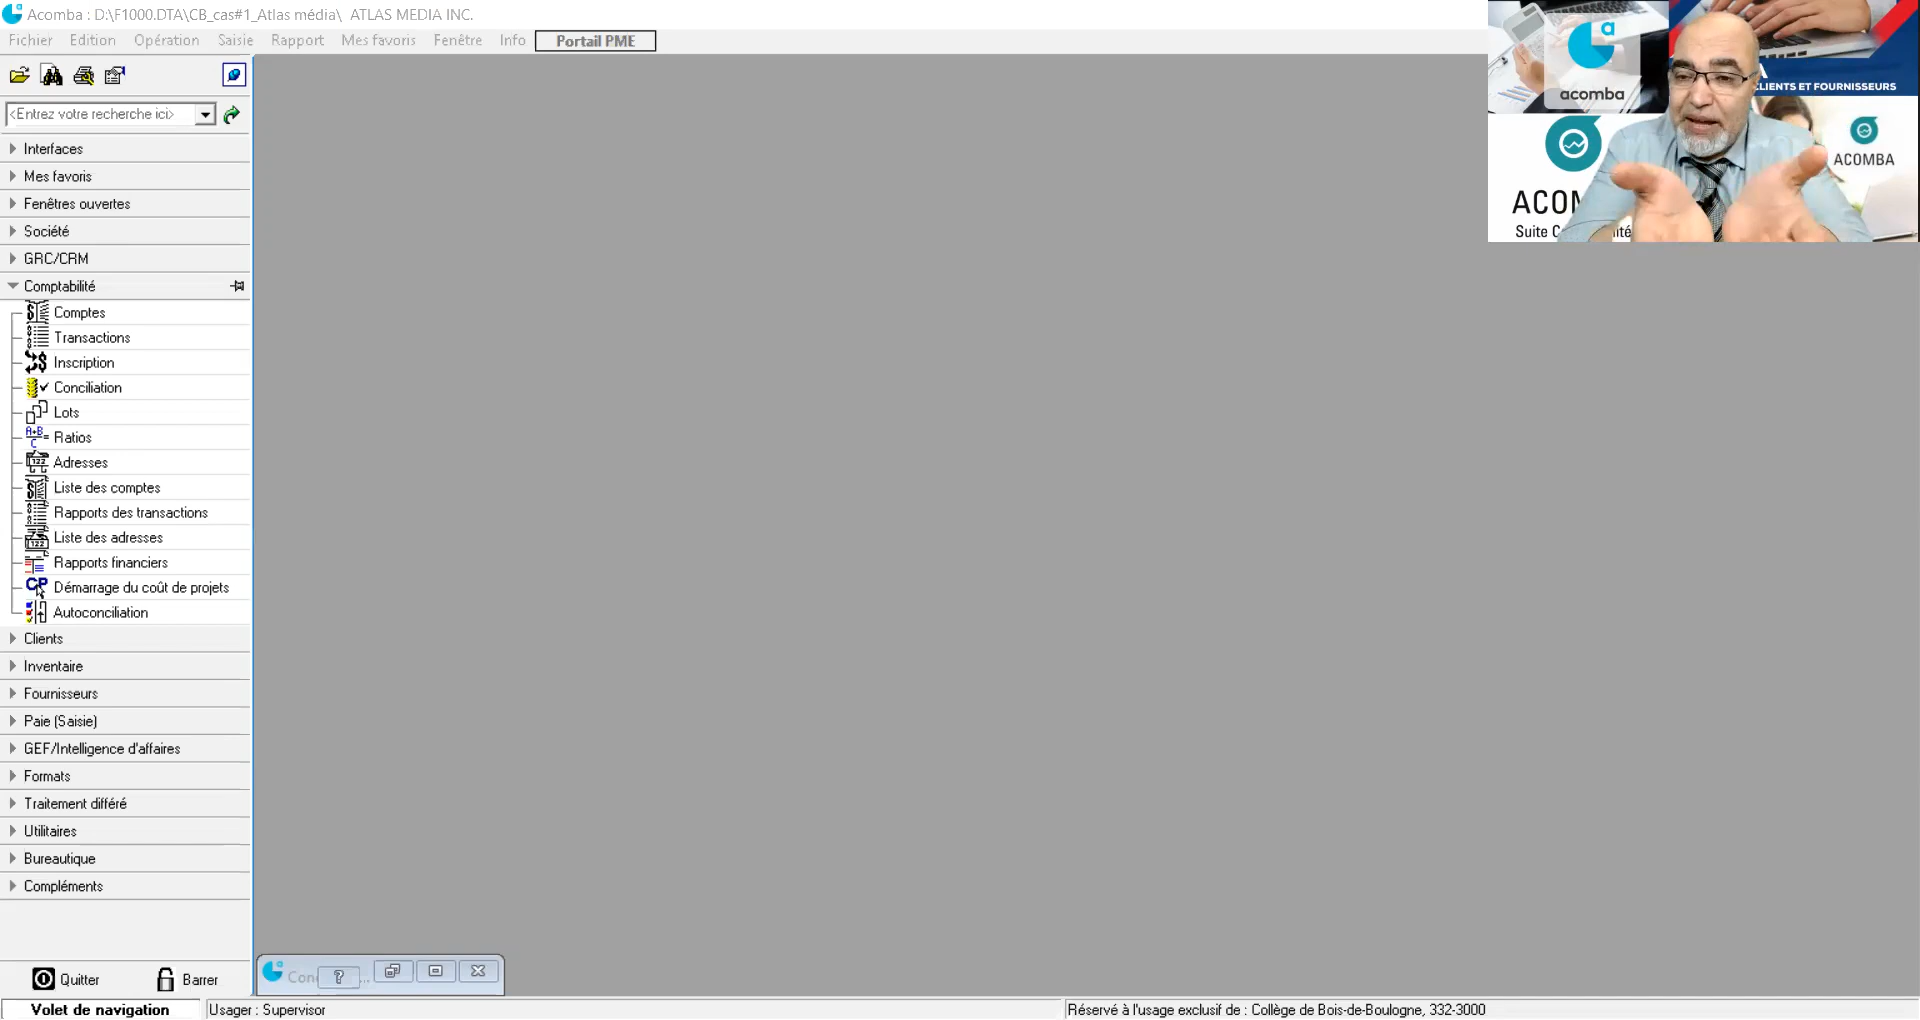 Acomba : D:\F1000.DTA\CB_cas#1_Atlas média\ ATLAS MEDIA INC.
Fichier Edition Opération Saisie Rapport Mes favoris Fenêtre Info Portail PME
<Entrez votre recherche ici>
Interfaces
Mes favoris
Fenêtres ouvertes
Société
GRC/CRM
Comptabilité
Comptes
Transactions
Inscription
Conciliation
Lots
Ratios
Adresses
Liste des comptes
Rapports des transactions
Liste des adresses
Rapports financiers
Démarrage du coût de projets
Autoconciliation
Clients
Inventaire
Fournisseurs
Paie (Saisie)
GEF/Intelligence d'affaires
Formats
Traitement différé
Utilitaires
Bureautique
Compléments
Quitter Barrer
Volet de navigation
Usager : Supervisor
Réservé à l'usage exclusif de : Collège de Bois-de-Boulogne, 332-3000
acomba
CLIENTS ET FOURNISSEURS
ACOMBA
Suite